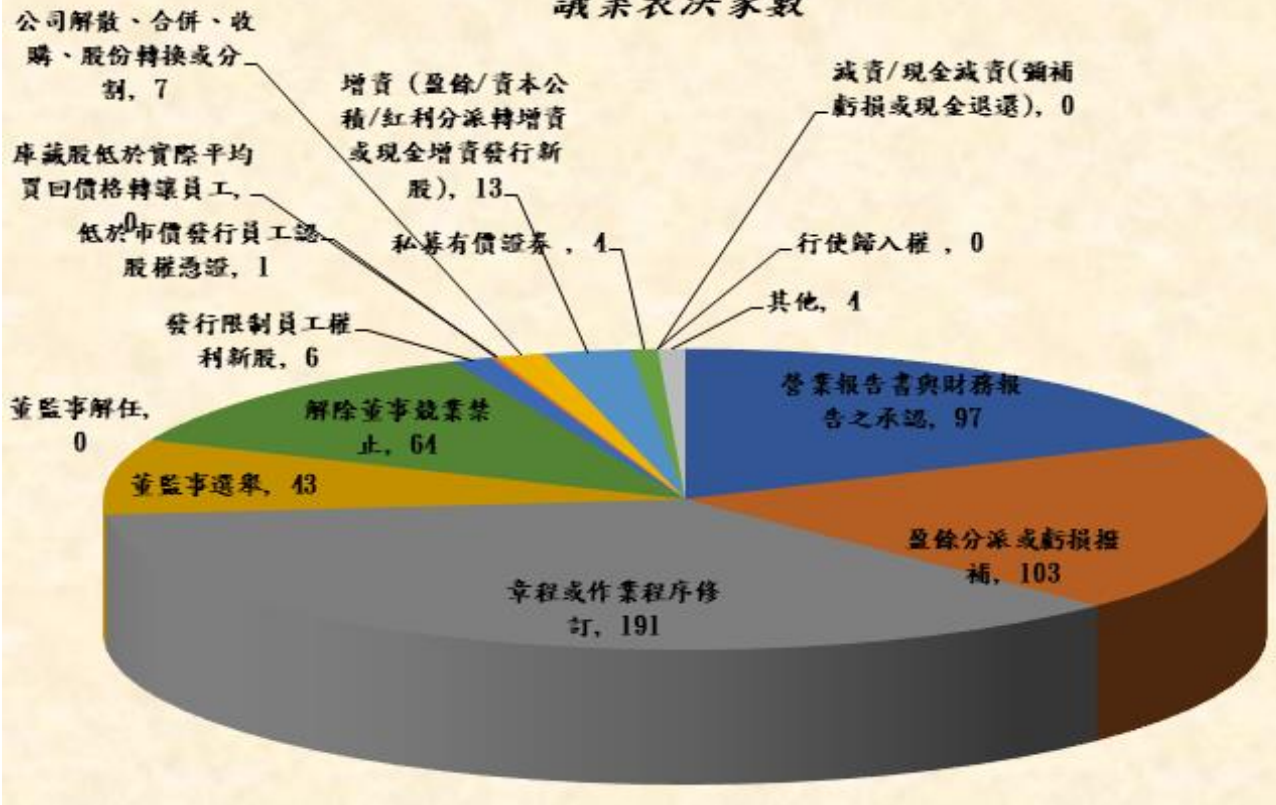 議案表決家數
公司解散、合併、收
購、股份轉換或分
割, 7
增資 (盈餘/資本公
積/紅利分派轉增資
或現金增資發行新
股), 13
減資/現金減資(彌補
虧損或現金退還), 0
庫藏股低於實際平均
買回價格轉讓員工,
0
低於市價發行員工認
股權憑證, 1
私募有價證券 , 4
行使歸入權 , 0
其他, 4
發行限制員工權
利新股, 6
董監事解任,
0
解除董事競業禁
止, 64
營業報告書與財務報
告之承認, 97
董監事選舉, 43
盈餘分派或虧損撥
補, 103
章程或作業程序修
訂, 191